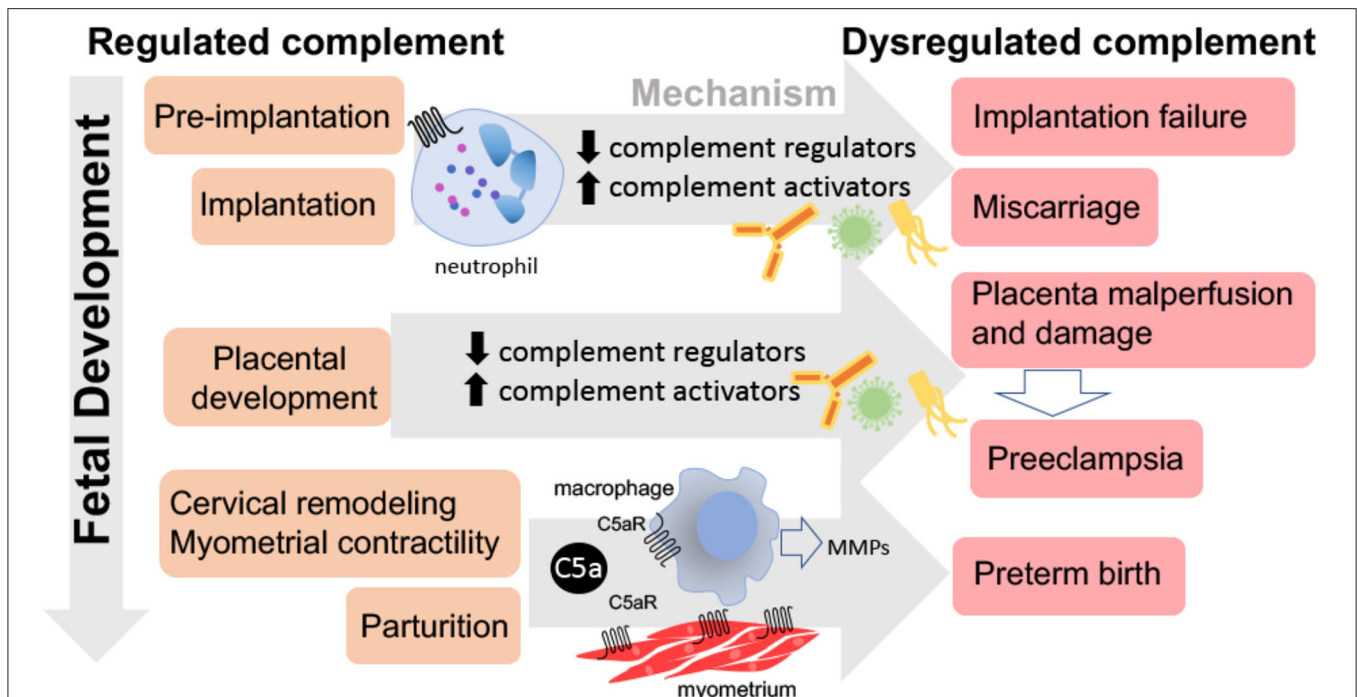 Regulated complement
Dysregulated complement
Fetal Development
Mechanism
Pre-implantation
Implantation
neutrophil
complement regulators
complement activators
Implantation failure
Miscarriage
Placental
development
complement regulators
complement activators
Placenta malperfusion
and damage
Preeclampsia
Cervical remodeling
Myometrial contractility
Parturition
macrophage
C5aR
C5a
C5aR
MMPs
myometrium
Preterm birth